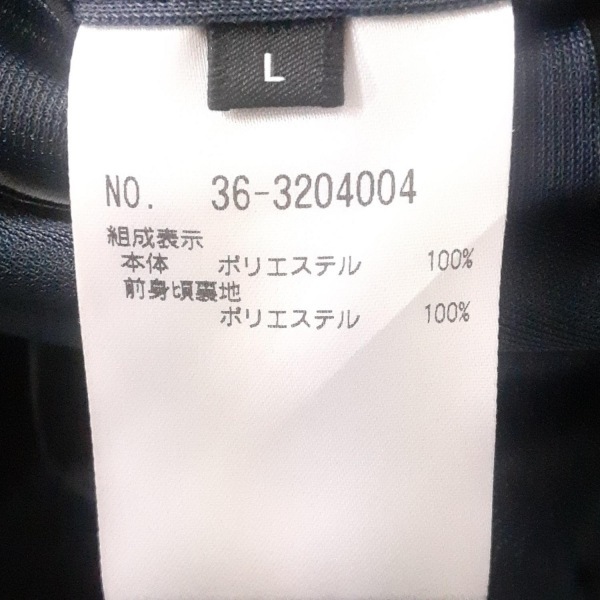 L
NO. 36-3204004
組成表示
本体 ポリエステル 100%
前身頃裏地
ポリエステル 100%